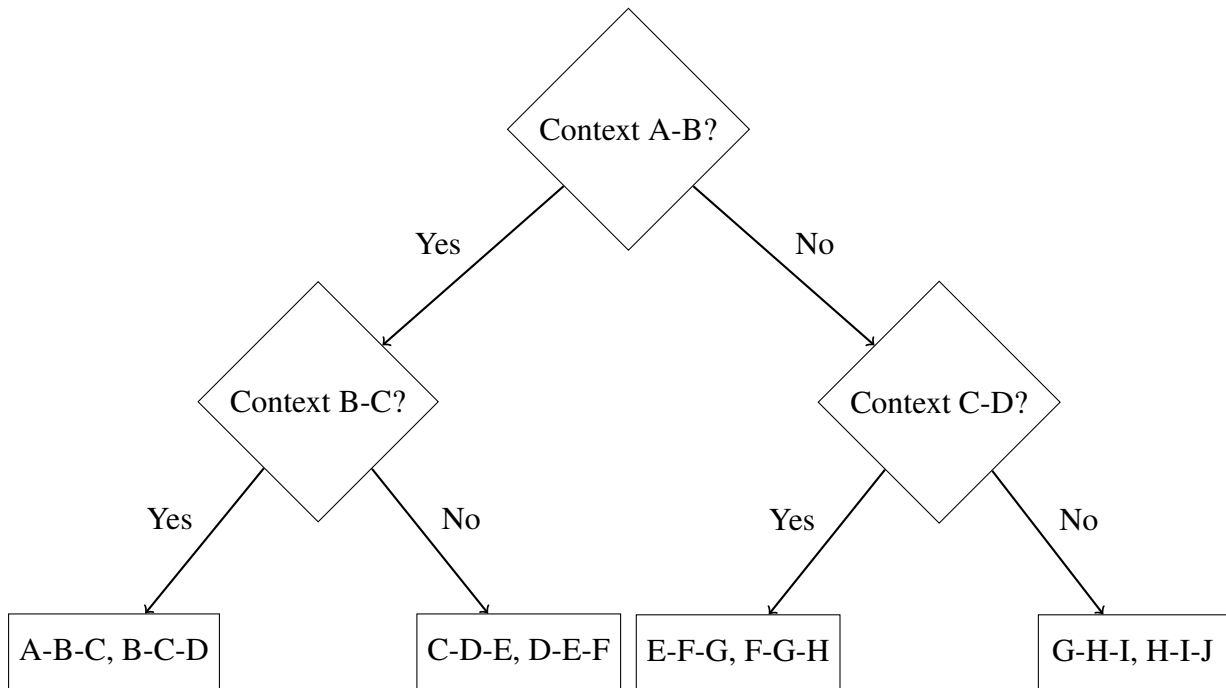 Context A-B?
Yes
No
Context B-C?
Context C-D?
Yes
No
Yes
No
A-B-C, B-C-D
C-D-E, D-E-F
E-F-G, F-G-H
G-H-I, H-I-J